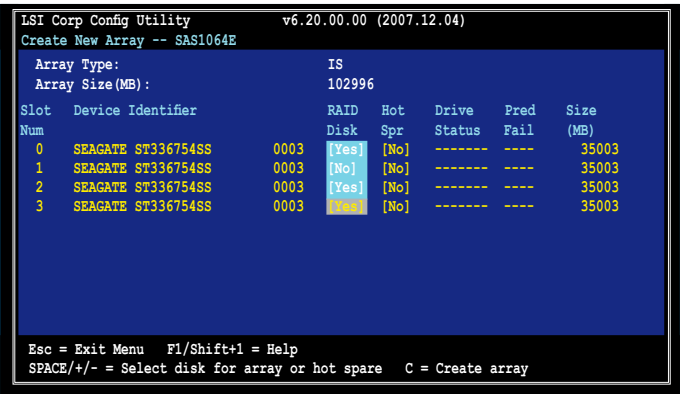 LSI Corp Config Utility v6.20.00.00 (2007.12.04)
Create New Array -- SAS1064E
Array Type: IS
Array Size(MB): 102996
Slot Device Identifier RAID Hot Drive Pred Size
Num Disk Spr Status Fail (MB)
0 SEAGATE ST336754SS 0003 [Yes] [No] ------- ---- 35003
1 SEAGATE ST336754SS 0003 [No] [No] ------- ---- 35003
2 SEAGATE ST336754SS 0003 [Yes] [No] ------- ---- 35003
3 SEAGATE ST336754SS 0003 [Yes] [No] ------- ---- 35003
Esc = Exit Menu F1/Shift+1 = Help
SPACE/+/- = Select disk for array or hot spare C = Create array